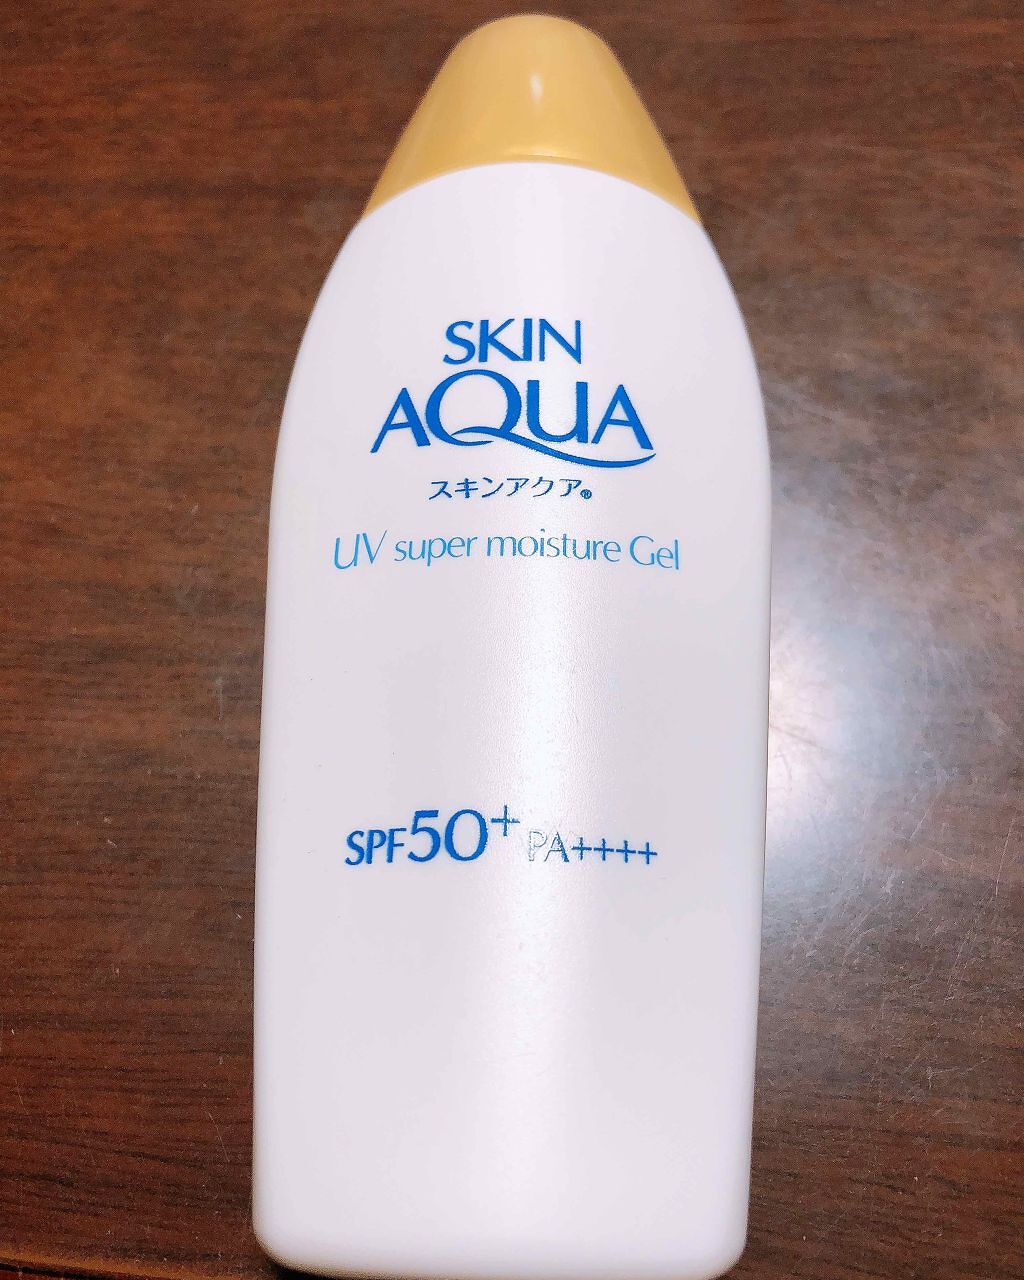 SKIN
AQUA
スキンアクア®
UV super moisture Gel
SPF50+ PA++++